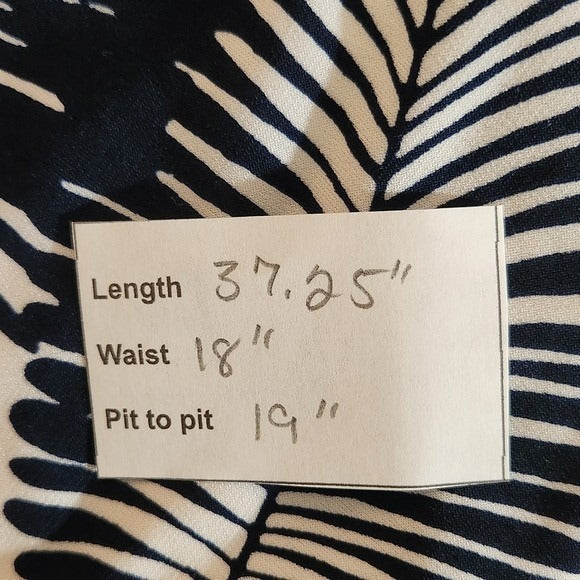 Length 37.25"
Waist 18"
Pit to pit 19"